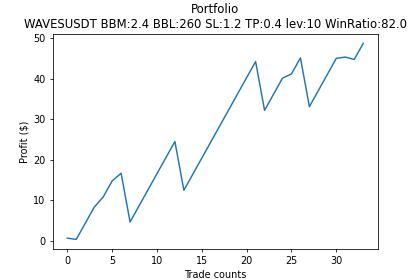 Portfolio
WAVESUSDT BBM:2.4 BBL:260 SL:1.2 TP:0.4 lev:10 WinRatio:82.0
50
40
30
20
10
0
Profit ($)
0 5 10 15 20 25 30
Trade counts